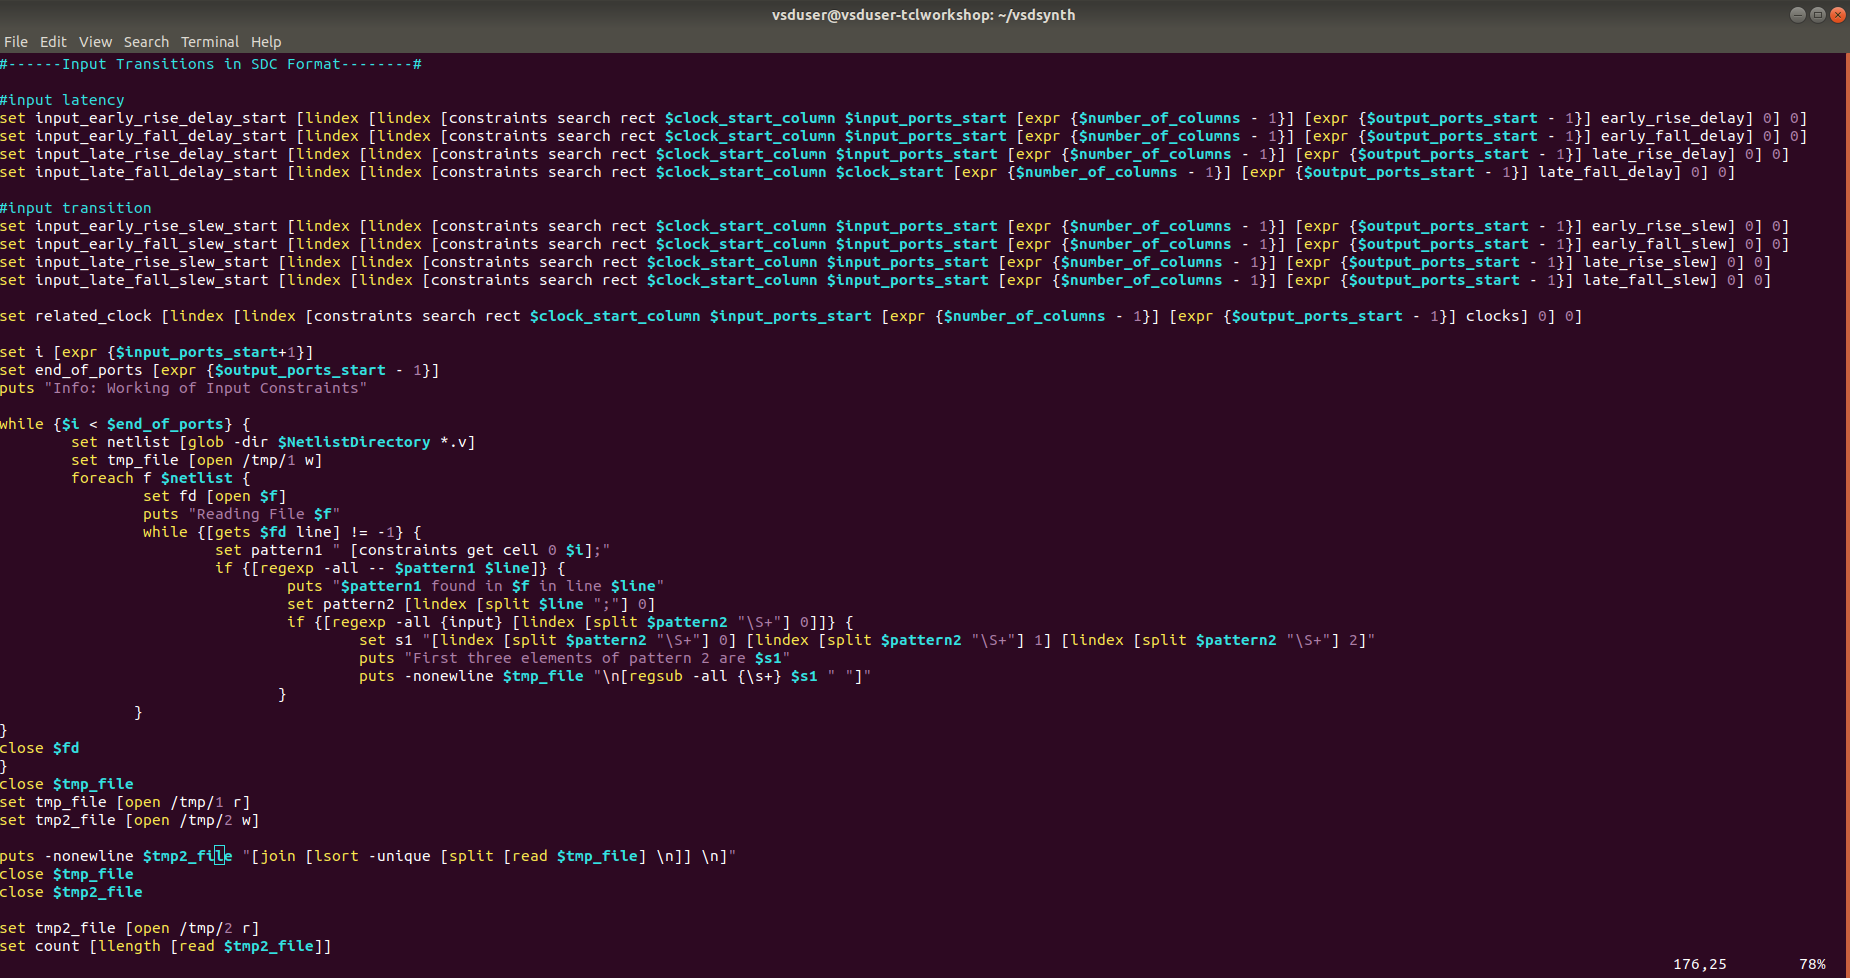 vsduser@vsduser-tclworkshop: ~/vsdsynth
File Edit View Search Terminal Help
#------Input Transitions in SDC Format--------#
#input latency
set input_early_rise_delay_start [lindex [lindex [constraints search rect $clock_start_column $input_ports_start [expr {$number_of_columns - 1}] [expr {$output_ports_start - 1}] early_rise_delay] 0] 0]
set input_early_fall_delay_start [lindex [lindex [constraints search rect $clock_start_column $input_ports_start [expr {$number_of_columns - 1}] [expr {$output_ports_start - 1}] early_fall_delay] 0] 0]
set input_late_rise_delay_start [lindex [lindex [constraints search rect $clock_start_column $input_ports_start [expr {$number_of_columns - 1}] [expr {$output_ports_start - 1}] late_rise_delay] 0] 0]
set input_late_fall_delay_start [lindex [lindex [constraints search rect $clock_start_column $clock_start [expr {$number_of_columns - 1}] [expr {$output_ports_start - 1}] late_fall_delay] 0] 0]
#input transition
set input_early_rise_slew_start [lindex [lindex [constraints search rect $clock_start_column $input_ports_start [expr {$number_of_columns - 1}] [expr {$output_ports_start - 1}] early_rise_slew] 0] 0]
set input_early_fall_slew_start [lindex [lindex [constraints search rect $clock_start_column $input_ports_start [expr {$number_of_columns - 1}] [expr {$output_ports_start - 1}] early_fall_slew] 0] 0]
set input_late_rise_slew_start [lindex [lindex [constraints search rect $clock_start_column $input_ports_start [expr {$number_of_columns - 1}] [expr {$output_ports_start - 1}] late_rise_slew] 0] 0]
set input_late_fall_slew_start [lindex [lindex [constraints search rect $clock_start_column $input_ports_start [expr {$number_of_columns - 1}] [expr {$output_ports_start - 1}] late_fall_slew] 0] 0]
set related_clock [lindex [lindex [constraints search rect $clock_start_column $input_ports_start [expr {$number_of_columns - 1}] [expr {$output_ports_start - 1}] clocks] 0] 0]
set i [expr {$input_ports_start+1}]
set end_of_ports [expr {$output_ports_start - 1}]
puts "Info: Working of Input Constraints"
while {$i < $end_of_ports} {
set netlist [glob -dir $NetlistDirectory *.v]
set tmp_file [open /tmp/1 w]
foreach f $netlist {
set fd [open $f]
puts "Reading File $f"
while {[gets $fd line] != -1} {
set pattern1 " [constraints get cell 0 $i];"
if {[regexp -all -- $pattern1 $line]} {
puts "$pattern1 found in $f in line $line"
set pattern2 [lindex [split $line ";"] 0]
if {[regexp -all {input} [lindex [split $pattern2 "\S+"] 0]]} {
set s1 "[lindex [split $pattern2 "\S+"] 0] [lindex [split $pattern2 "\S+"] 1] [lindex [split $pattern2 "\S+"] 2]"
puts "First three elements of pattern 2 are $s1"
puts -nonewline $tmp_file "\n[regsub -all {\s+} $s1 " "]"
}
}
}
close $fd
}
close $tmp_file
set tmp_file [open /tmp/1 r]
set tmp2_file [open /tmp/2 w]
puts -nonewline $tmp2_file "[join [lsort -unique [split [read $tmp_file] \n]] \n]"
close $tmp_file
close $tmp2_file
set tmp2_file [open /tmp/2 r]
set count [llength [read $tmp2_file]]
176,25 78%